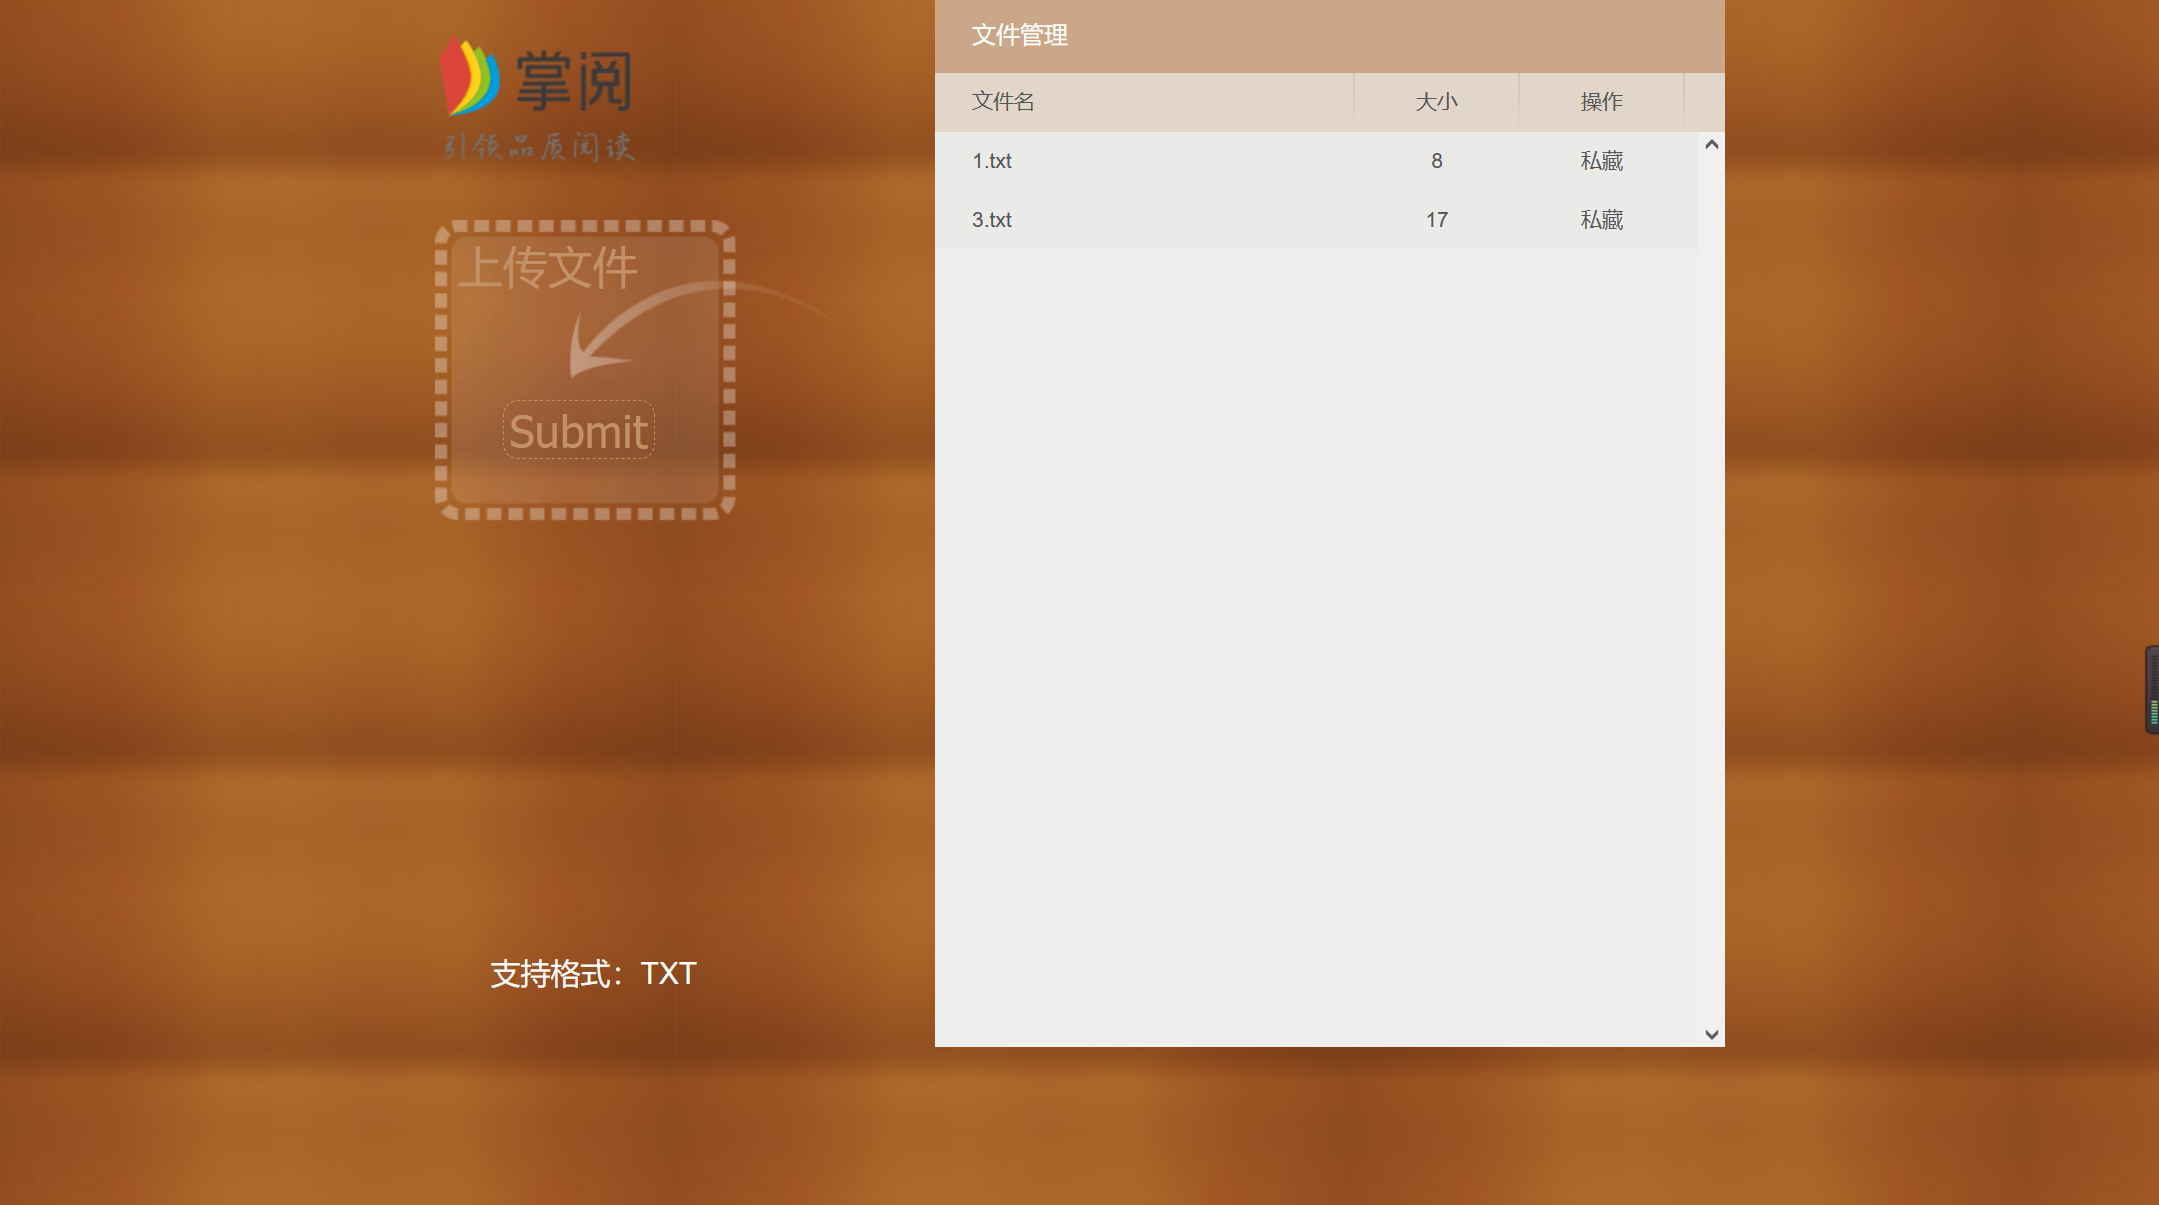 掌阅
引领品质阅读
上传文件
Submit
支持格式：TXT
文件管理
文件名 大小 操作
1.txt 8 私藏
3.txt 17 私藏